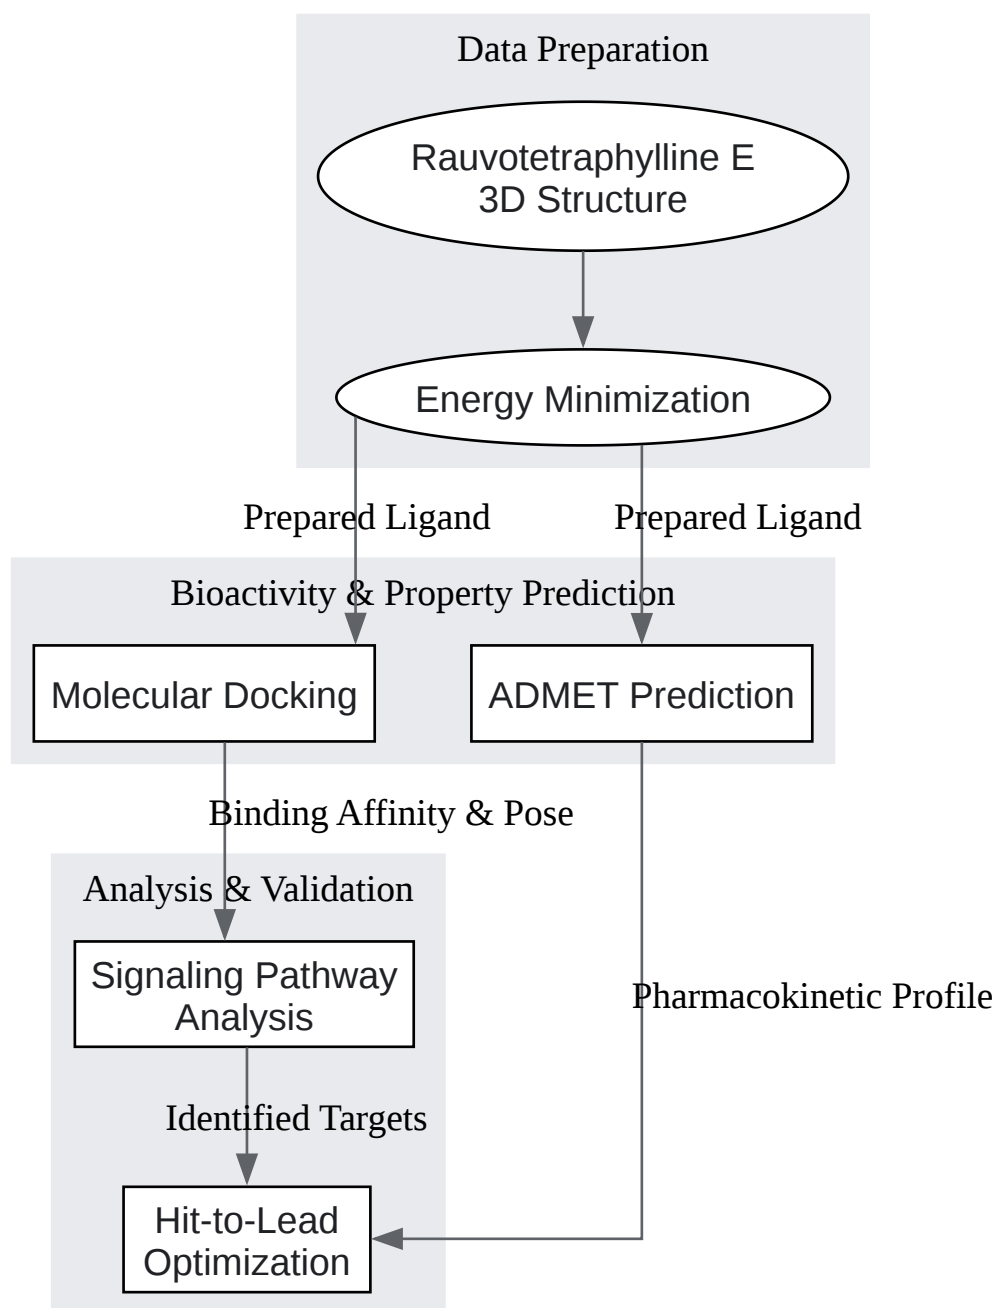 Data Preparation
Rauvotetraphylline E
3D Structure
Energy Minimization
Prepared Ligand
Prepared Ligand
Bioactivity & Property Prediction
Molecular Docking
ADMET Prediction
Binding Affinity & Pose
Analysis & Validation
Signaling Pathway
Analysis
Pharmacokinetic Profile
Identified Targets
Hit-to-Lead
Optimization